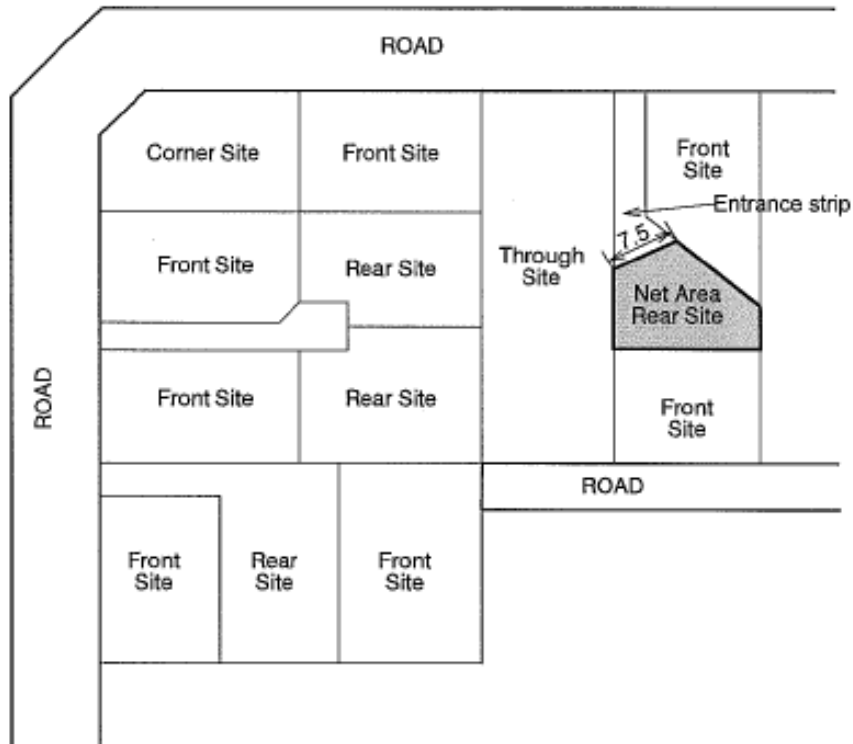 ROAD
Corner Site
Front Site
Front
Site
Entrance strip
7.5
Front Site
Rear Site
Through
Site
Net Area
Rear Site
ROAD
Front Site
Rear Site
Front
Site
ROAD
Front
Site
Rear
Site
Front
Site